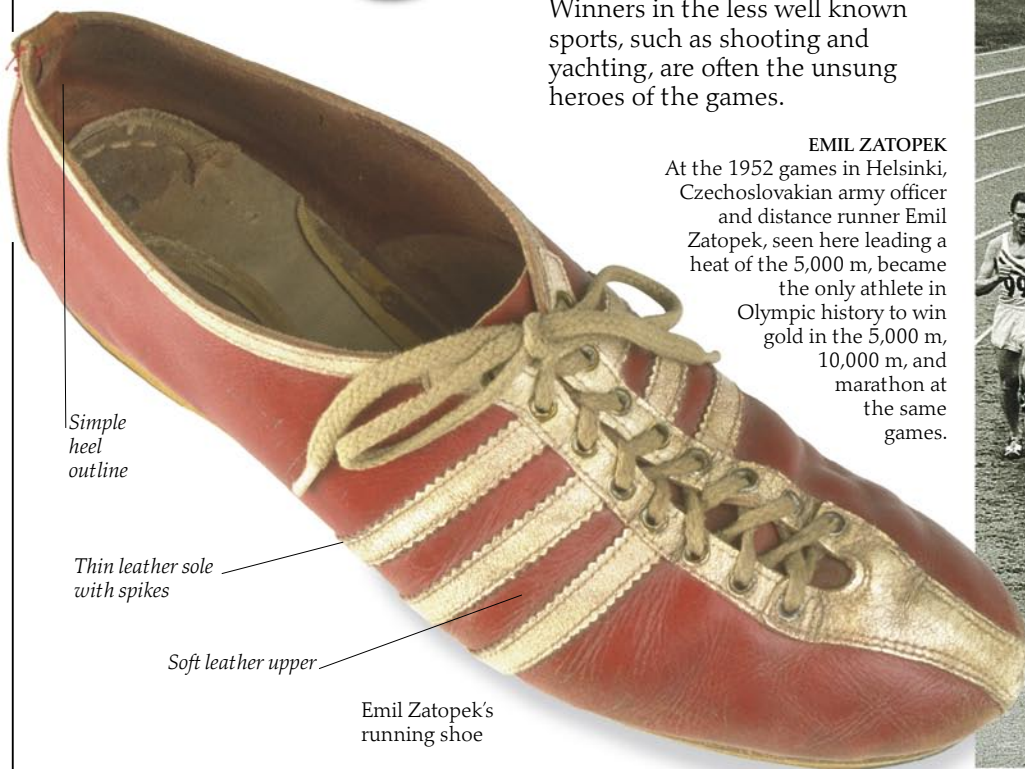 Winners in the less well known
sports, such as shooting and
yachting, are often the unsung
heroes of the games.
EMIL ZATOPEK
At the 1952 games in Helsinki,
Czechoslovakian army officer
and distance runner Emil
Zatopek, seen here leading a
heat of the 5,000 m, became
the only athlete in
Olympic history to win
gold in the 5,000 m,
10,000 m, and
marathon at
the same
games.
Simple
heel
outline
Thin leather sole
with spikes
Soft leather upper
Emil Zatopek's
running shoe